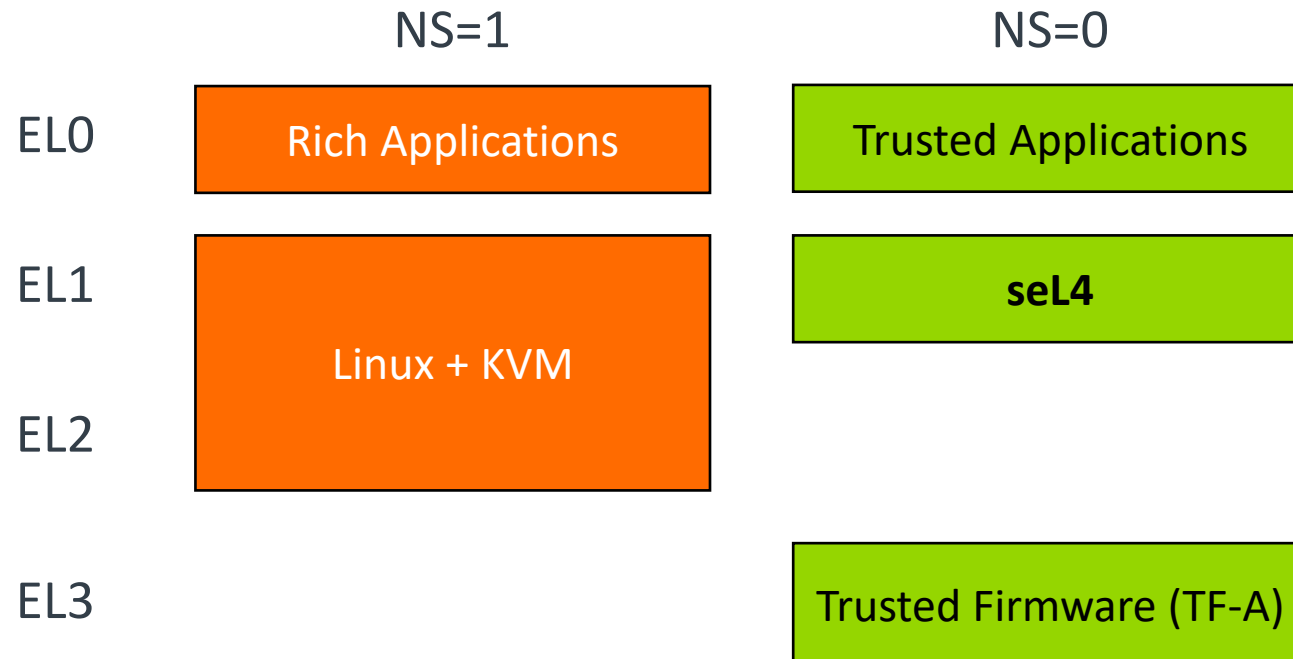 NS=1 NS=0
EL0 Rich Applications Trusted Applications
EL1 seL4
Linux + KVM
EL2
EL3 Trusted Firmware (TF-A)